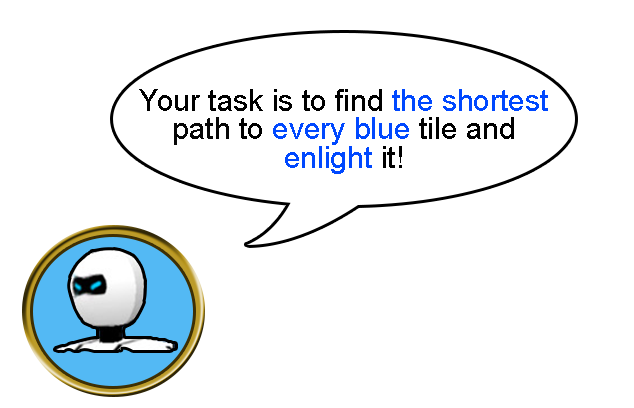 Your task is to find the shortest
path to every blue tile and
enlight it!